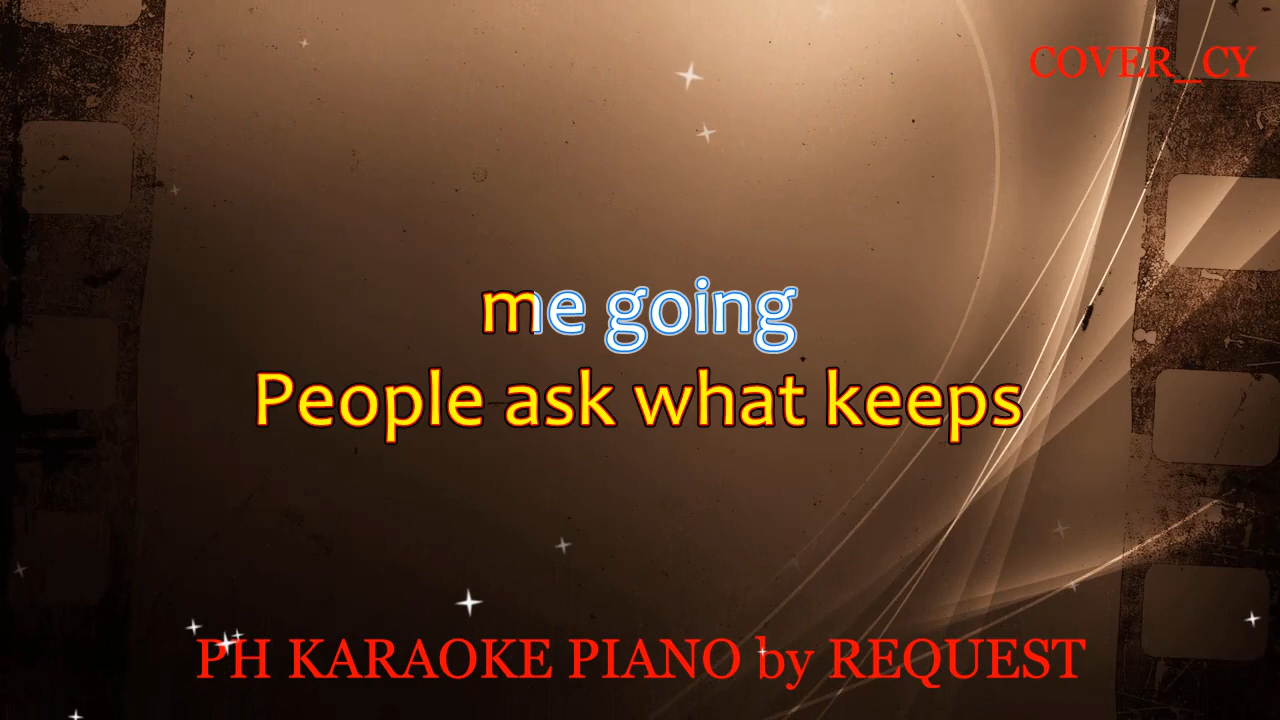 COVER_CY
me going
People ask what keeps
PH KARAOKE PIANO by REQUEST